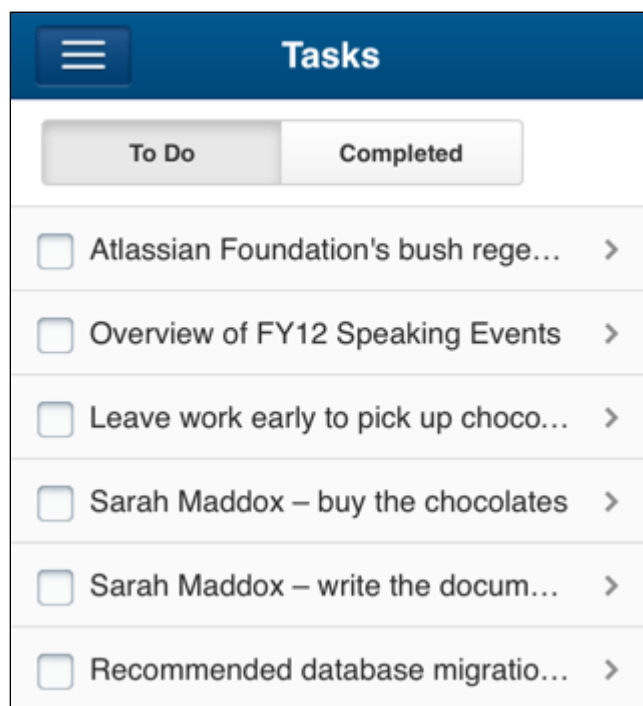 Tasks
To Do
Completed
Atlassian Foundation's bush rege...
Overview of FY12 Speaking Events
Leave work early to pick up choco...
Sarah Maddox – buy the chocolates
Sarah Maddox – write the docum...
Recommended database migratio...